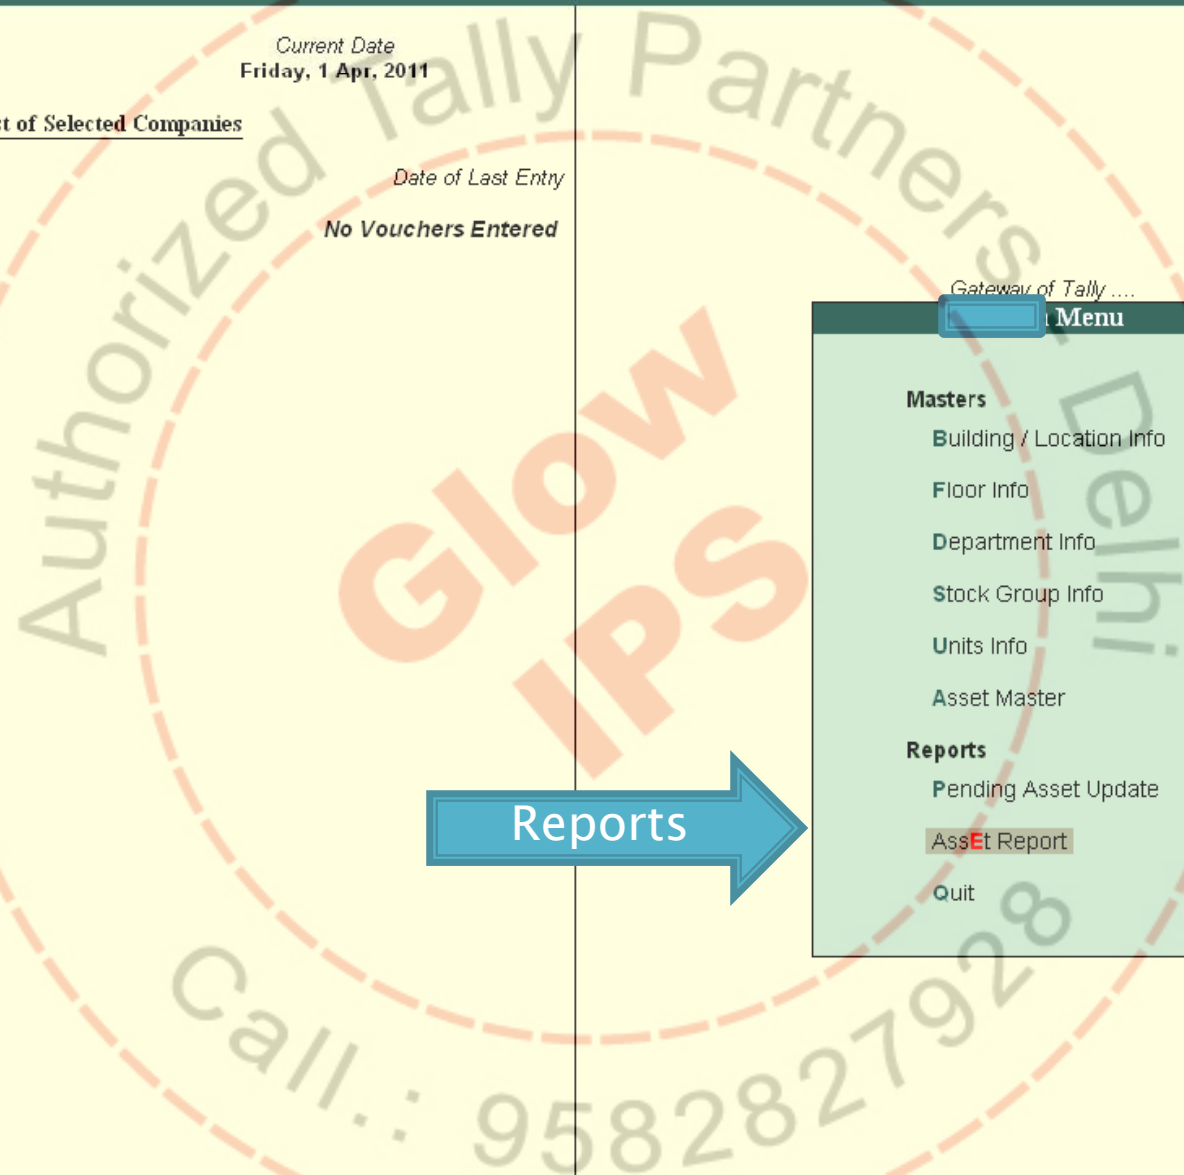 Current Date
Friday, 1 Apr, 2011
of Selected Companies
Date of Last Entry
No Vouchers Entered
Gateway of Tally ....
Menu
Masters
Building / Location Info
Floor Info
Department Info
Stock Group Info
Units Info
Asset Master
Reports
Pending Asset Update
AssEt Report
Quit
Reports
Authorized Tally Partners - Delhi
Glow
IPS
Call.: 9582827928